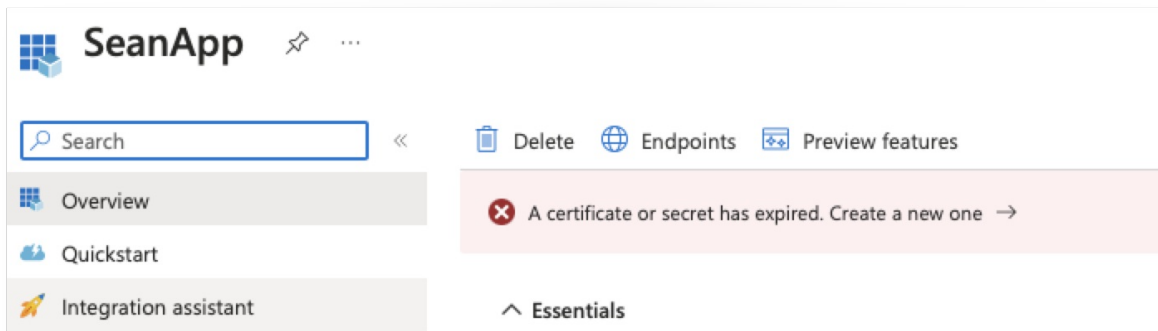 SeanApp
Search
Delete Endpoints Preview features
Overview
A certificate or secret has expired. Create a new one →
Quickstart
Integration assistant
Essentials